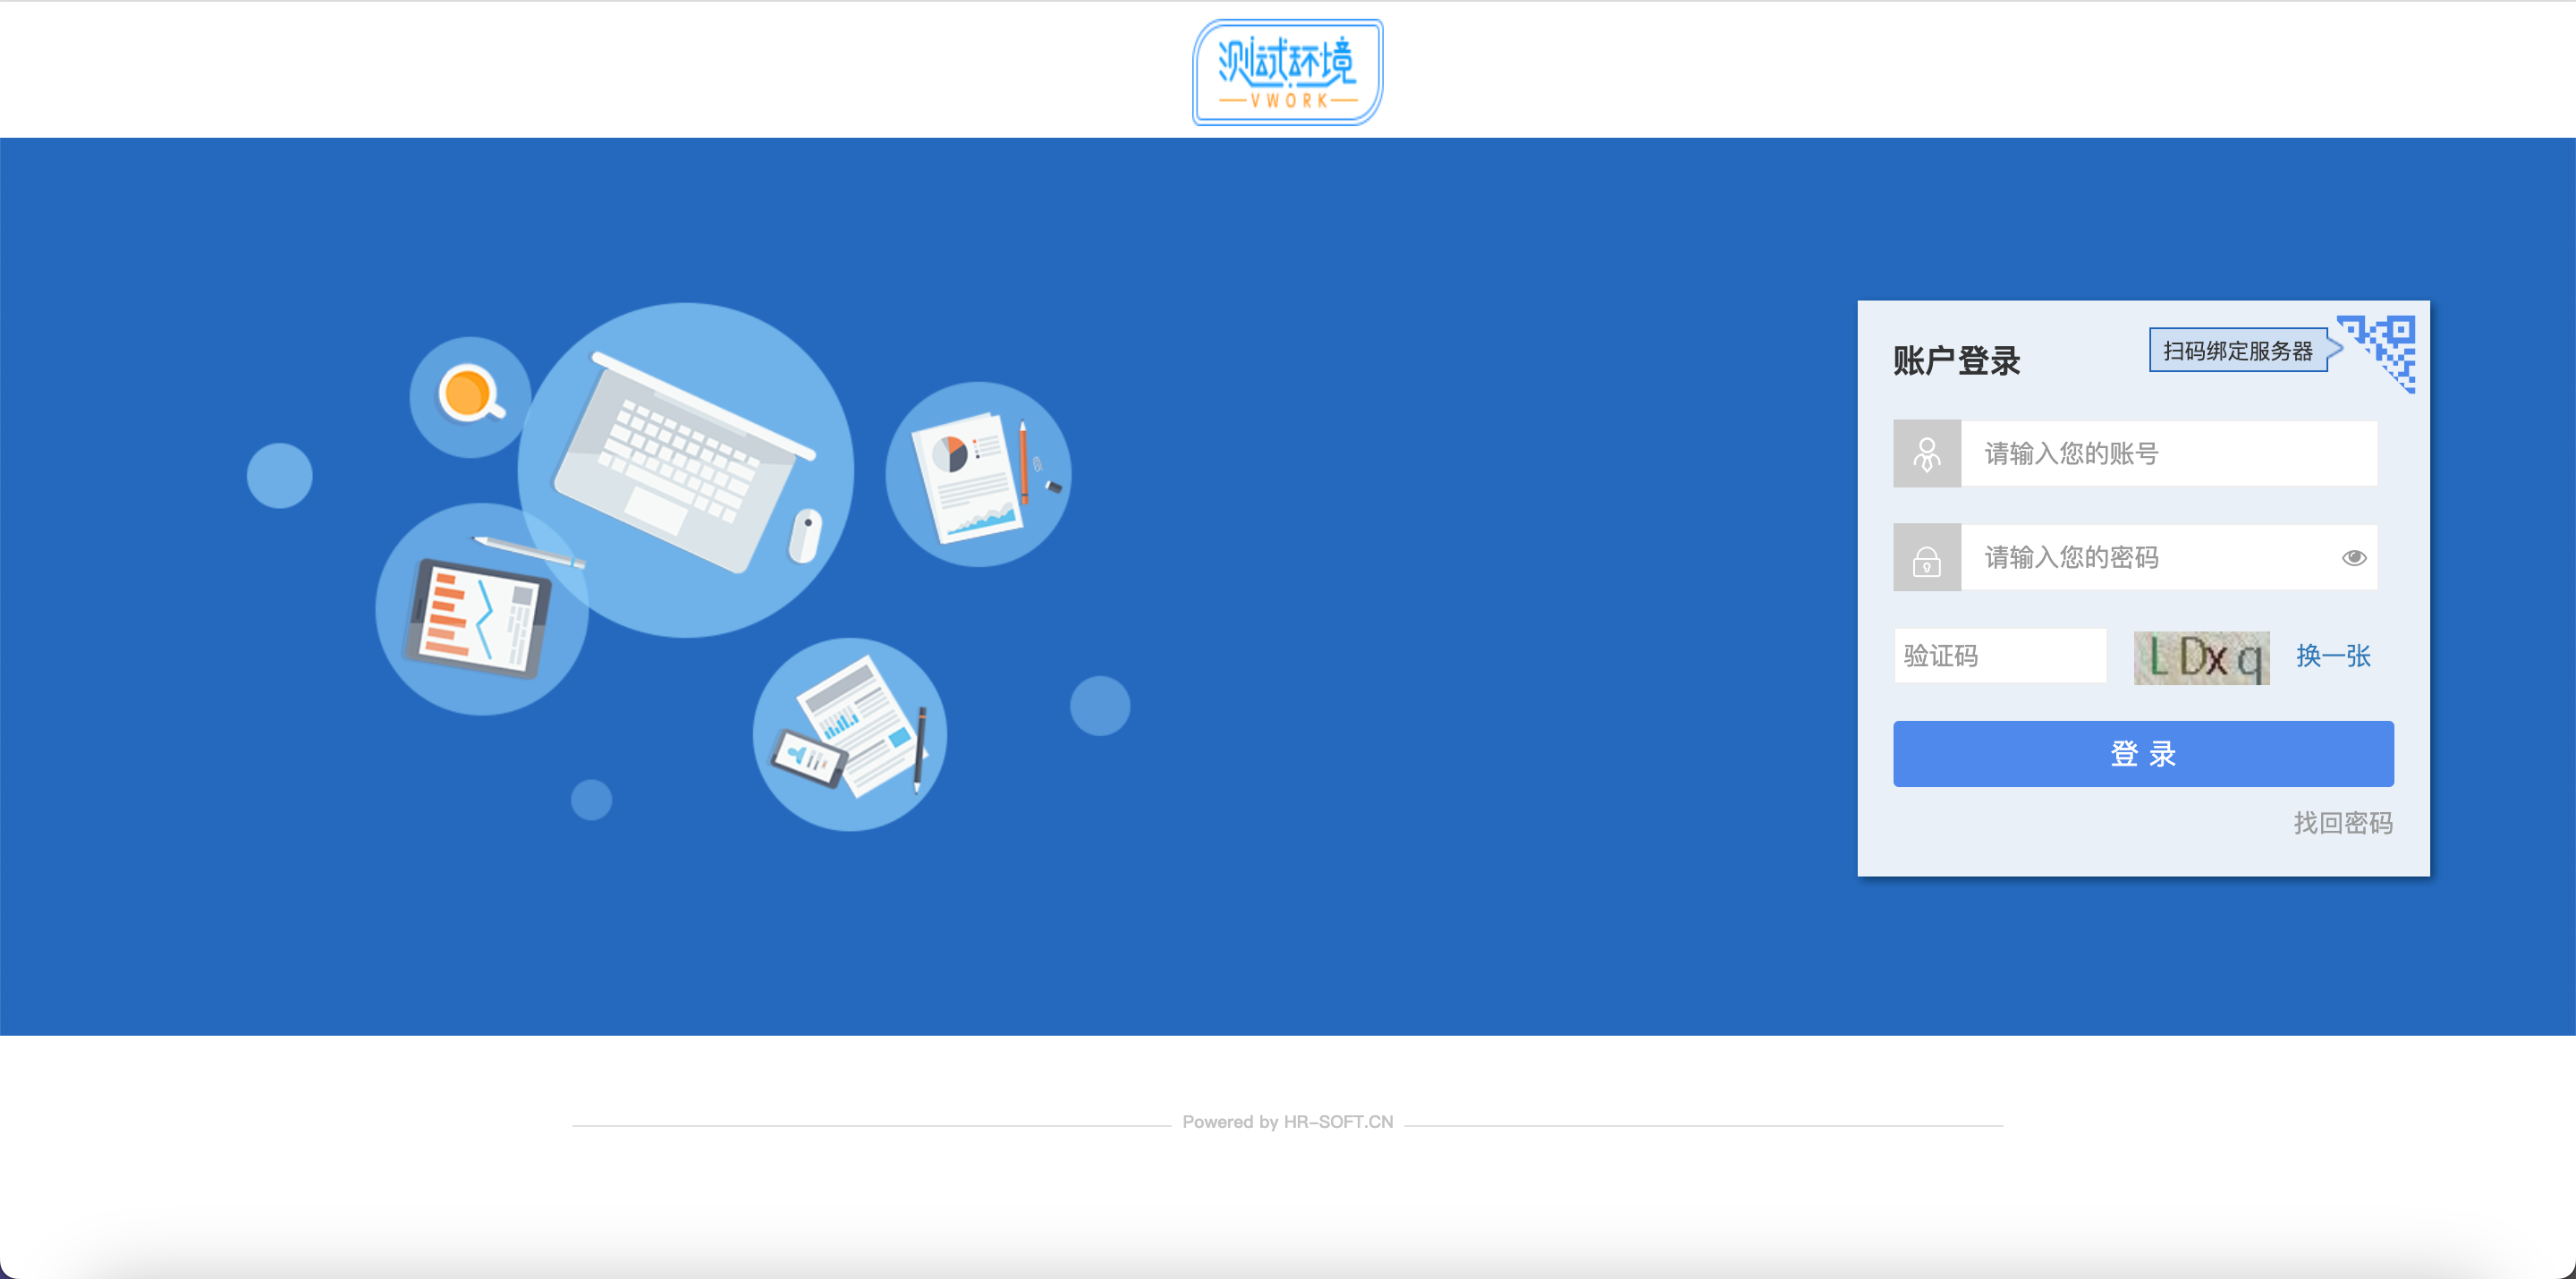 测试环境
VWORK
账户登录
扫码绑定服务器
请输入您的账号
请输入您的密码
验证码
LDxq
换一张
登 录
找回密码
Powered by HR-SOFT.CN